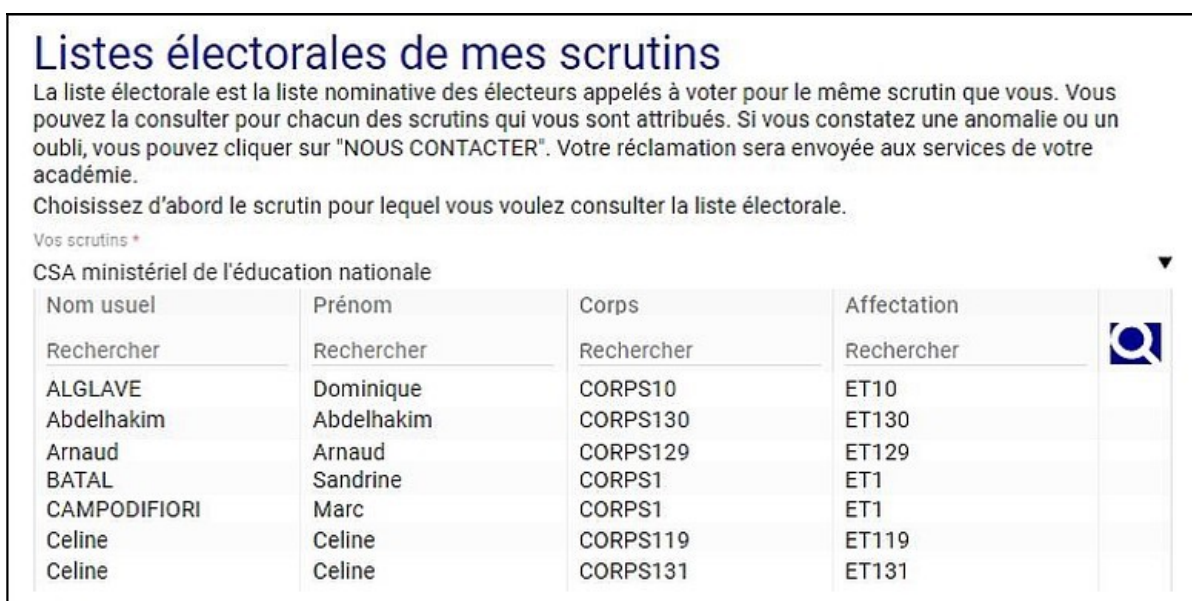 Listes électorales de mes scrutins
La liste électorale est la liste nominative des électeurs appelés à voter pour le même scrutin que vous. Vous
pouvez la consulter pour chacun des scrutins qui vous sont attribués. Si vous constatez une anomalie ou un
oubli, vous pouvez cliquer sur "NOUS CONTACTER". Votre réclamation sera envoyée aux services de votre
académie.
Choisissez d'abord le scrutin pour lequel vous voulez consulter la liste électorale.
Vos scrutins *
CSA ministériel de l'éducation nationale
Nom usuel Prénom Corps Affectation
Rechercher Rechercher Rechercher Rechercher
ALGLAVE Dominique CORPS10 ET10
Abdelhakim Abdelhakim CORPS130 ET130
Arnaud Arnaud CORPS129 ET129
BATAL Sandrine CORPS1 ET1
CAMPODIFIORI Marc CORPS1 ET1
Celine Celine CORPS119 ET119
Celine Celine CORPS131 ET131